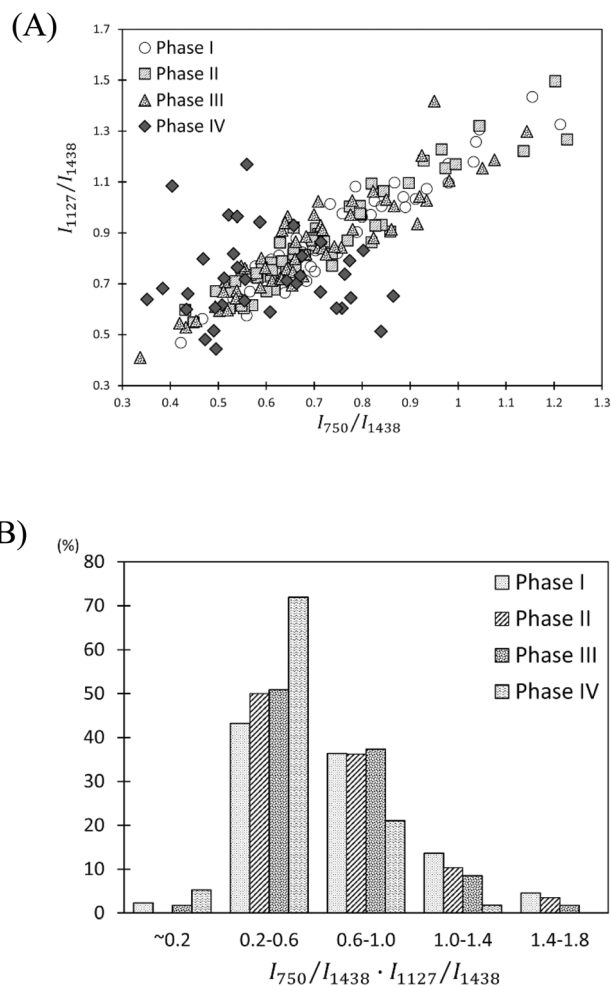 (A)
1.7
1.5
1.3
1.1
0.9
0.7
0.5
0.3
I1127/I1438
Phase I
Phase II
Phase III
Phase IV
0.3 0.4 0.5 0.6 0.7 0.8 0.9 1 1.1 1.2 1.3
I750/I1438
B)
(%)
80
70
60
50
40
30
20
10
0
Phase I
Phase II
Phase III
Phase IV
~0.2 0.2-0.6 0.6-1.0 1.0-1.4 1.4-1.8
I750/I1438 · I1127/I1438